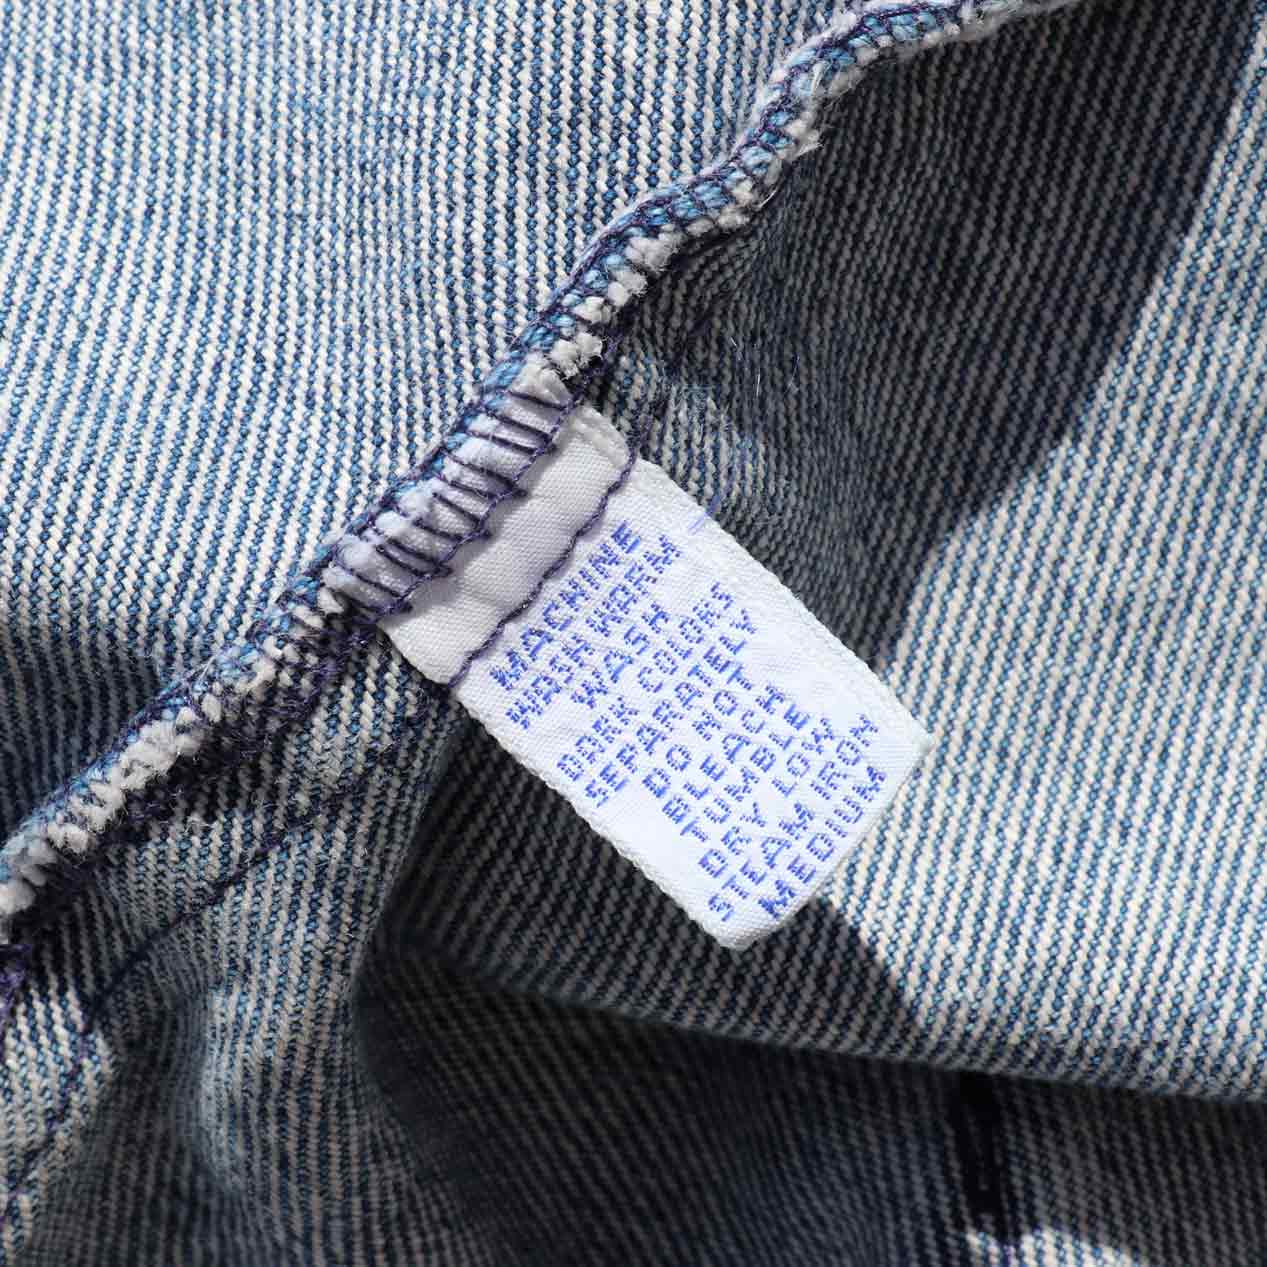 MACHINE
WASH WARM
WASH
DARK COLORS
SEPARATELY
DO NOT
BLEACH
TUMBLE
DRY LOW
STEAM IRON
MEDIUM